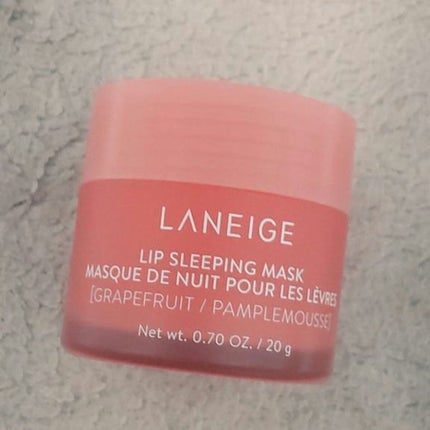 LANEIGE
LIP SLEEPING MASK
MASQUE DE NUIT POUR LES LÈVRES
[GRAPEFRUIT / PAMPLEMOUSSE]
Net wt. 0.70 OZ. / 20 g